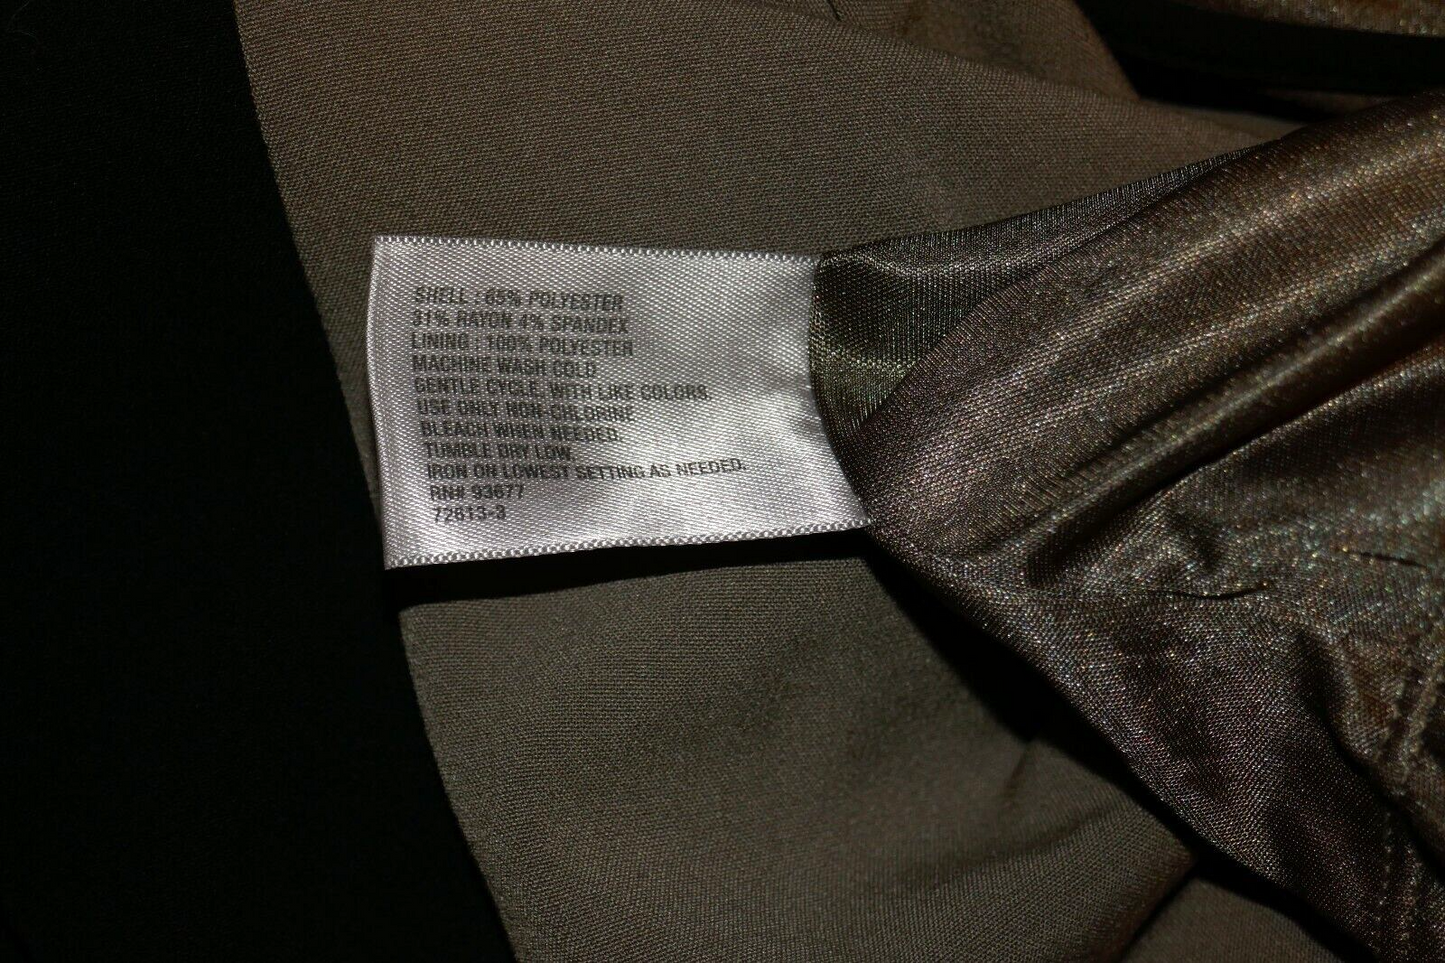 SHELL : 65% POLYESTER
31% RAYON 4% SPANDEX
LINING : 100% POLYESTER
MACHINE WASH COLD
GENTLE CYCLE, WITH LIKE COLORS.
USE ONLY NON-CHLORINE
BLEACH WHEN NEEDED.
TUMBLE DRY LOW.
IRON ON LOWEST SETTING AS NEEDED.
RN# 93677
72613-3